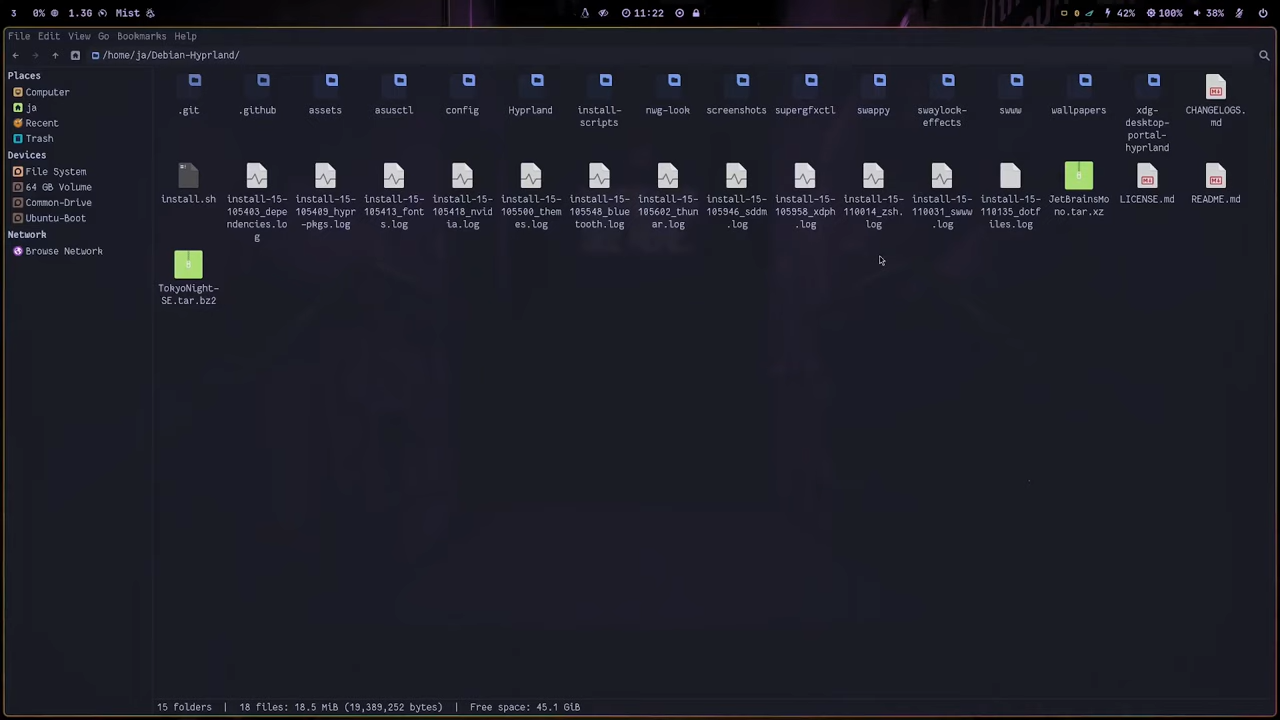 3 0% 1.3G Mist 11:22 0 42% 100% 38%
File Edit View Go Bookmarks Help
/home/ja/Debian-Hyprland/
Places
Computer
ja
Recent
Trash
Devices
File System
64 GB Volume
Common-Drive
Ubuntu-Boot
Network
Browse Network
.git
.github
assets
asusctl
config
Hyprland
install-
scripts
nwg-look
screenshots
supergfxctl
swappy
swaylock-
effects
swww
wallpapers
xdg-
desktop-
portal-
hyprland
CHANGELOGS.
md
install.sh
install-15-
105403_depe
ndencies.lo
g
install-15-
105409_hypr
-pkgs.log
install-15-
105413_font
s.log
install-15-
105418_nvid
ia.log
install-15-
105500_them
es.log
install-15-
105548_blue
tooth.log
install-15-
105602_thun
ar.log
install-15-
105946_sddm
.log
install-15-
105958_xdph
.log
install-15-
110014_zsh.
log
install-15-
110031_swww
.log
install-15-
110135_dotf
iles.log
JetBrainsMo
no.tar.xz
LICENSE.md
README.md
TokyoNight-
SE.tar.bz2
15 folders | 18 files: 18.5 MiB (19,389,252 bytes) | Free space: 45.1 GiB